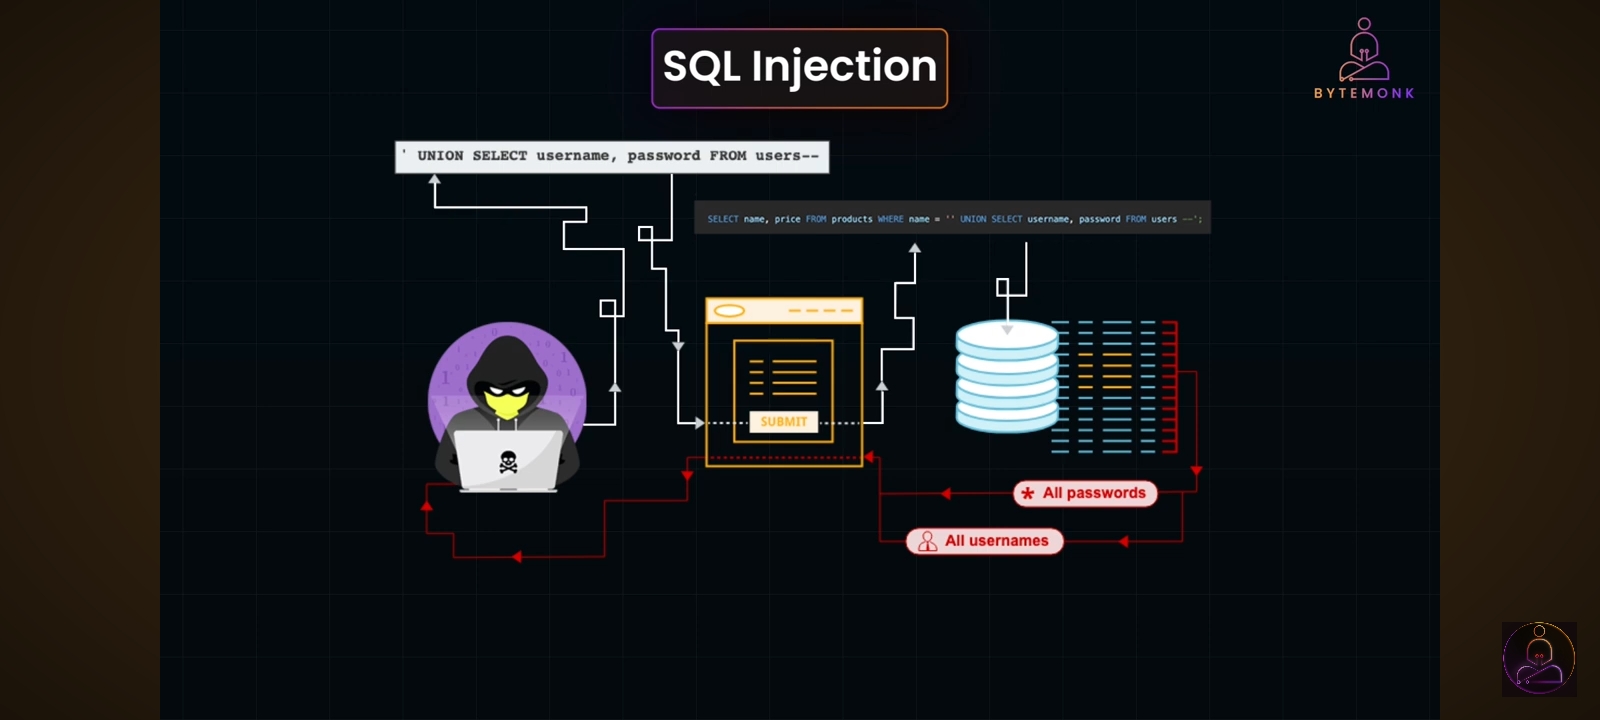 SQL Injection
BYTEMONK
' UNION SELECT username, password FROM users--
SELECT name, price FROM products WHERE name = '' UNION SELECT username, password FROM users --';
SUBMIT
* All passwords
All usernames